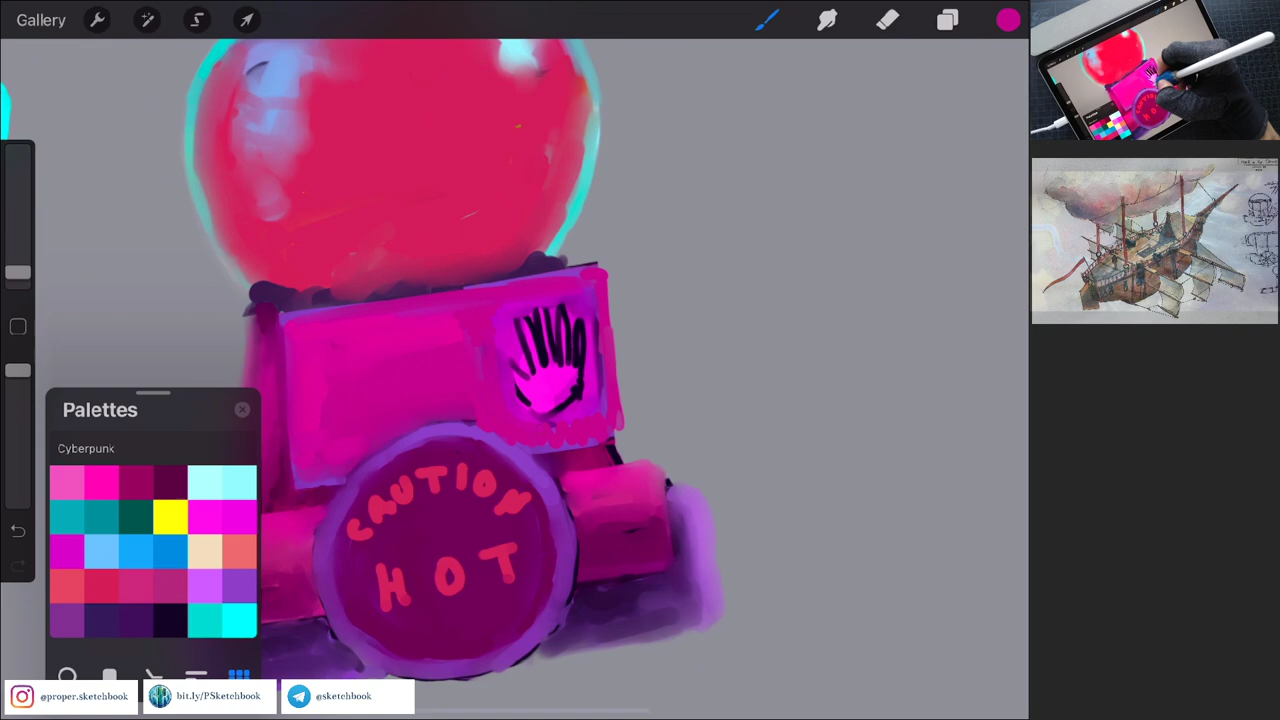 Gallery
CAUTION
HOT
Palettes
Cyberpunk
@proper.sketchbook
bit.ly/PSketchbook
@sketchbook